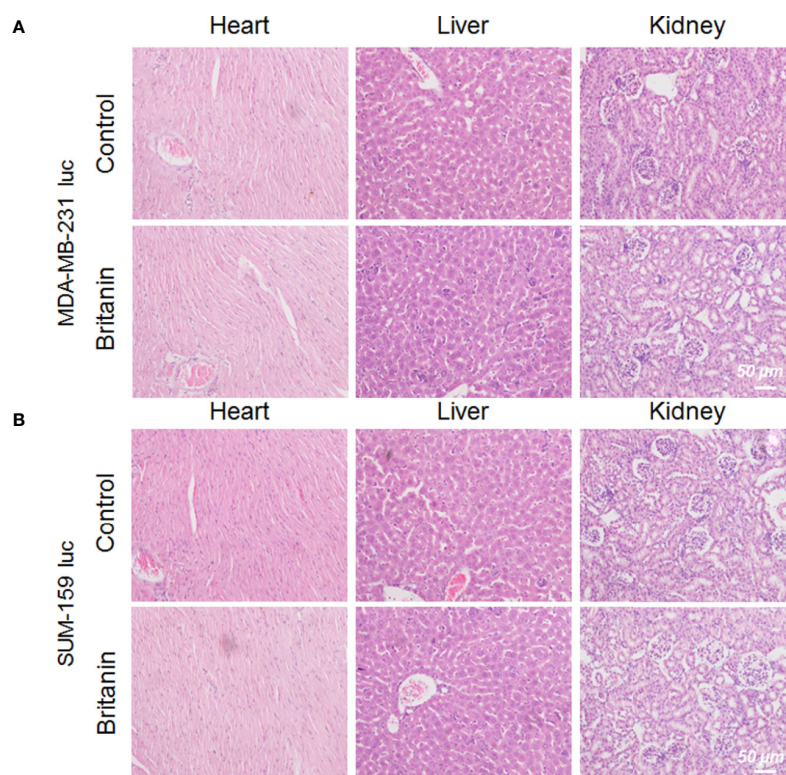 A
Heart Liver Kidney
MDA-MB-231 luc
Control
Britanin
50 µm
B
Heart Liver Kidney
SUM-159 luc
Control
Britanin
50 µm